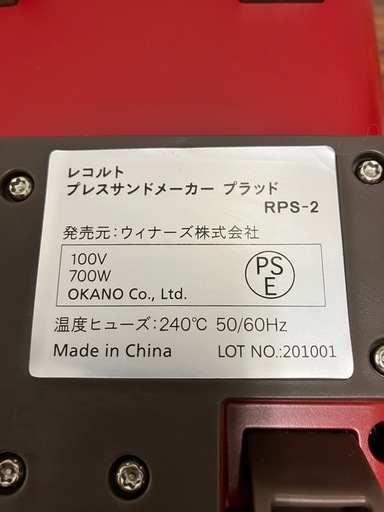 レコルト
プレスサンドメーカー プラッド
RPS-2
発売元:ウィナーズ株式会社
100V
700W
OKANO Co., Ltd.
PS
E
温度ヒューズ:240℃ 50/60Hz
Made in China LOT NO.:201001